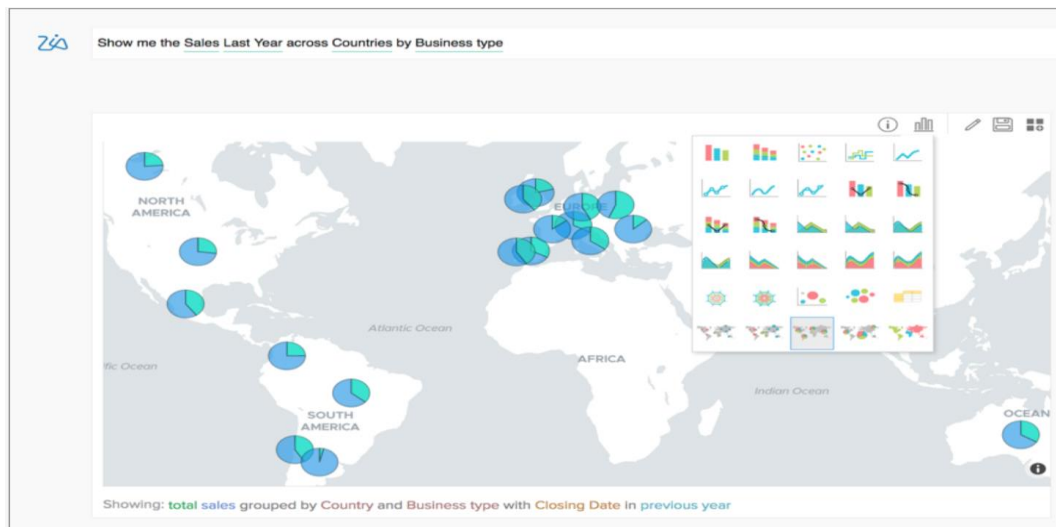 Zia
Show me the Sales Last Year across Countries by Business type
NORTH
AMERICA
EUROPE
Atlantic Ocean
AFRICA
fic Ocean
Indian Ocean
SOUTH
AMERICA
OCEAN
Showing: total sales grouped by Country and Business type with Closing Date in previous year